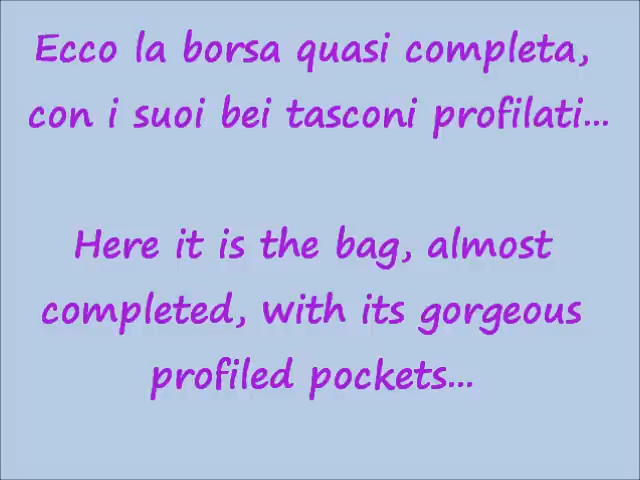 Ecco la borsa quasi completa,
con i suoi bei tasconi profilati...
Here it is the bag, almost
completed, with its gorgeous
profiled pockets...